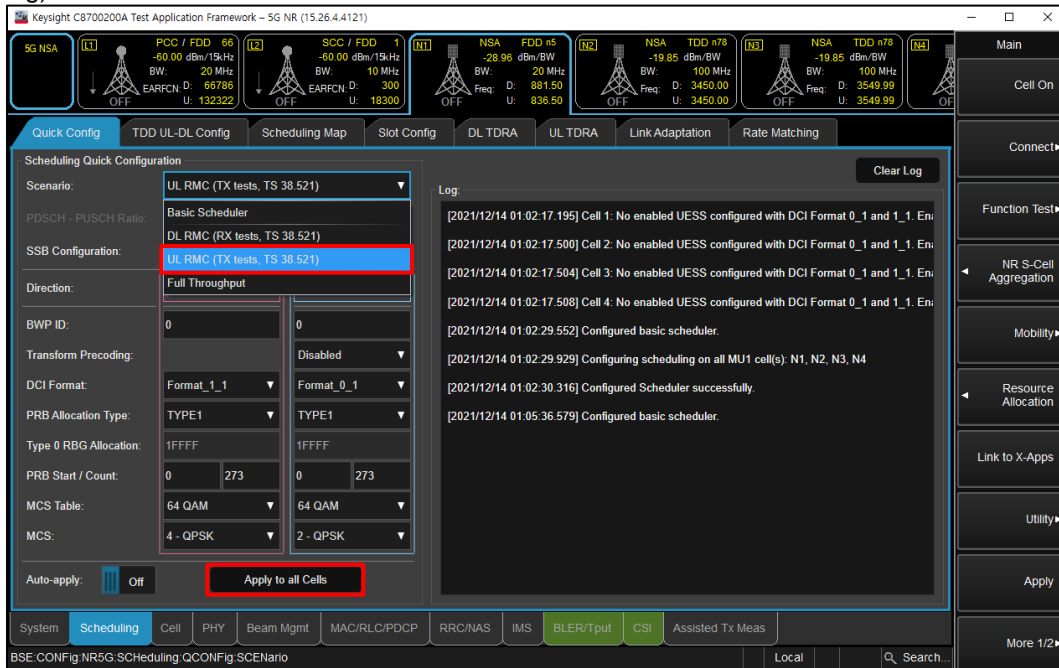 Keysight C8700200A Test Application Framework – 5G NR (15.26.4.4121)
5G NSA
L1 PCC / FDD 66
-60.00 dBm/15kHz
BW: 20 MHz
EARFCN: D: 66786
U: 132322
OFF
L2 SCC / FDD 1
-60.00 dBm/15kHz
BW: 10 MHz
EARFCN: D: 300
U: 18300
OFF
N1 NSA FDD n5
-28.96 dBm/BW
BW: 20 MHz
Freq: D: 881.50
U: 836.50
OFF
N2 NSA TDD n78
-19.85 dBm/BW
BW: 100 MHz
Freq: D: 3450.00
U: 3450.00
OFF
N3 NSA TDD n78
-19.85 dBm/BW
BW: 100 MHz
Freq: D: 3549.99
U: 3549.99
OFF
N4
Quick Config TDD UL-DL Config Scheduling Map Slot Config DL TDRA UL TDRA Link Adaptation Rate Matching
Scheduling Quick Configuration
Scenario: UL RMC (TX tests, TS 38.521)
Basic Scheduler
DL RMC (RX tests, TS 38.521)
UL RMC (TX tests, TS 38.521)
Full Throughput
PDSCH - PUSCH Ratio:
SSB Configuration:
Direction:
BWP ID: 0 0
Transform Precoding: Disabled
DCI Format: Format_1_1 Format_0_1
PRB Allocation Type: TYPE1 TYPE1
Type 0 RBG Allocation: 1FFFF 1FFFF
PRB Start / Count: 0 273 0 273
MCS Table: 64 QAM 64 QAM
MCS: 4 - QPSK 2 - QPSK
Auto-apply: Off Apply to all Cells
Clear Log
Log:
[2021/12/14 01:02:17.195] Cell 1: No enabled UESS configured with DCI Format 0_1 and 1_1. Ena
[2021/12/14 01:02:17.500] Cell 2: No enabled UESS configured with DCI Format 0_1 and 1_1. Ena
[2021/12/14 01:02:17.504] Cell 3: No enabled UESS configured with DCI Format 0_1 and 1_1. Ena
[2021/12/14 01:02:17.508] Cell 4: No enabled UESS configured with DCI Format 0_1 and 1_1. Ena
[2021/12/14 01:02:29.552] Configured basic scheduler.
[2021/12/14 01:02:29.929] Configuring scheduling on all MU1 cell(s): N1, N2, N3, N4
[2021/12/14 01:02:30.316] Configured Scheduler successfully.
[2021/12/14 01:05:36.579] Configured basic scheduler.
Main
Cell On
Connect
Function Test
NR S-Cell
Aggregation
Mobility
Resource
Allocation
Link to X-Apps
Utility
Apply
More 1/2
System Scheduling Cell PHY Beam Mgmt MAC/RLC/PDCP RRC/NAS IMS BLER/Tput CSI Assisted Tx Meas
BSE:CONFig:NR5G:SCHeduling:QCONFig:SCENario Local Search...